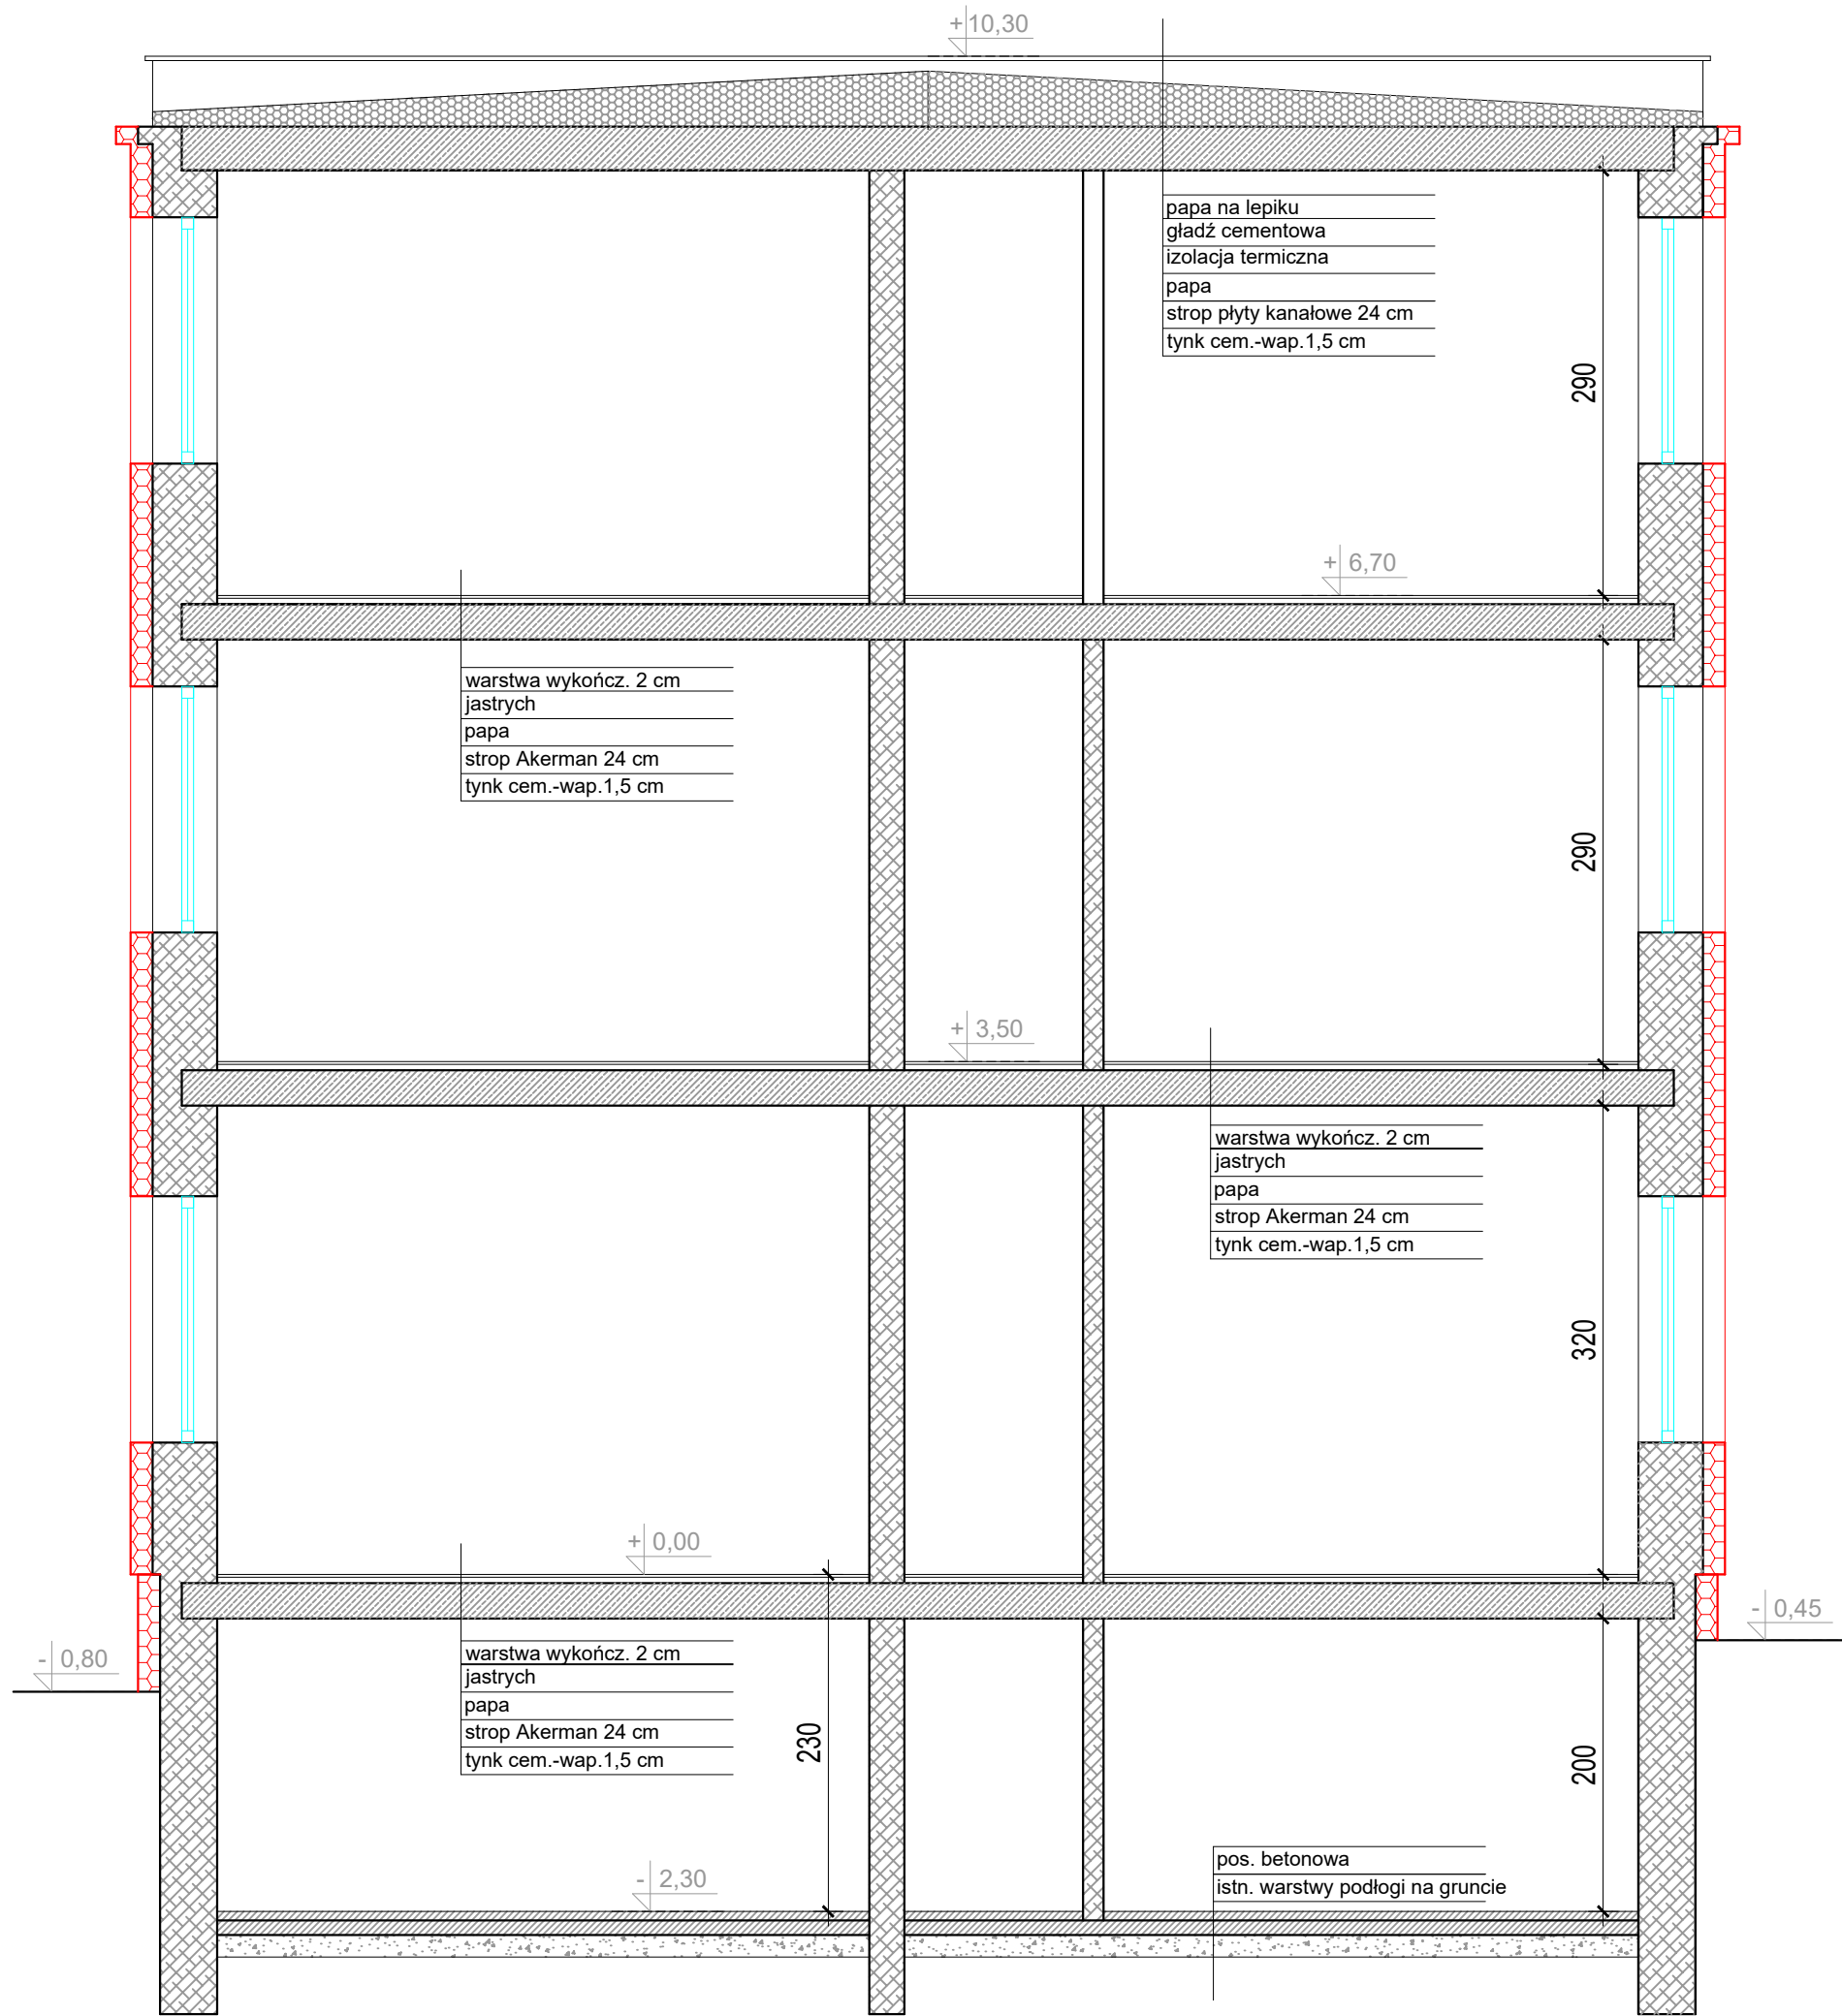 + 10,30
papa na lepiku
gładź cementowa
izolacja termiczna
papa
strop płyty kanałowe 24 cm
tynk cem.-wap.1,5 cm
290
+ 6,70
warstwa wykończ. 2 cm
jastrych
papa
strop Akerman 24 cm
tynk cem.-wap.1,5 cm
290
+ 3,50
warstwa wykończ. 2 cm
jastrych
papa
strop Akerman 24 cm
tynk cem.-wap.1,5 cm
320
+ 0,00
- 0,45
- 0,80
warstwa wykończ. 2 cm
jastrych
papa
strop Akerman 24 cm
tynk cem.-wap.1,5 cm
230
200
- 2,30
pos. betonowa
istn. warstwy podłogi na gruncie